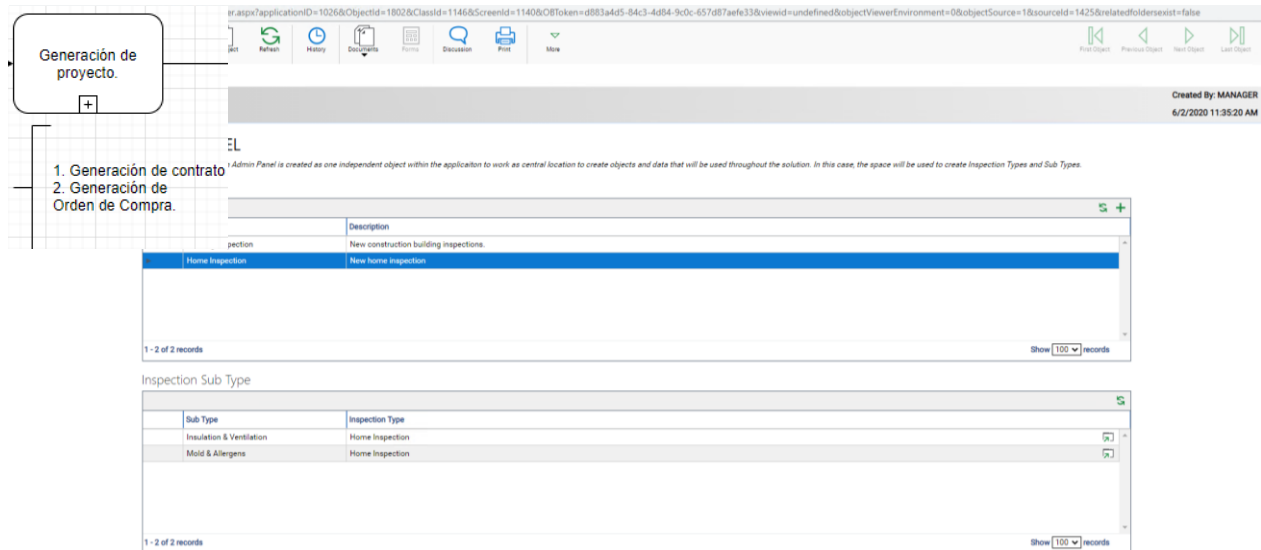 er.aspx?applicationID=1026&ObjectId=1802&ClassId=1146&ScreenId=1140&OBToken=d883a4d5-84c3-4d84-9c0c-657d87aefe33&viewid=undefined&objectViewerEnvironment=0&objectSource=1&sourceId=1425&relatedfoldersexist=false
Generación de
proyecto.
ject Refresh History Documents Forms Discussion Print More First Object Previous Object Next Object Last Object
Created By: MANAGER
6/2/2020 11:35:20 AM
EL
Admin Panel is created as one independent object within the applicaiton to work as central location to create objects and data that will be used throughout the solution. In this case, the space will be used to create Inspection Types and Sub Types.
1. Generación de contrato
2. Generación de
Orden de Compra.
Description
pection New construction building inspections.
Home Inspection New home inspection
1 - 2 of 2 records Show 100 records
Inspection Sub Type
Sub Type Inspection Type
Insulation & Ventilation Home Inspection
Mold & Allergens Home Inspection
1 - 2 of 2 records Show 100 records